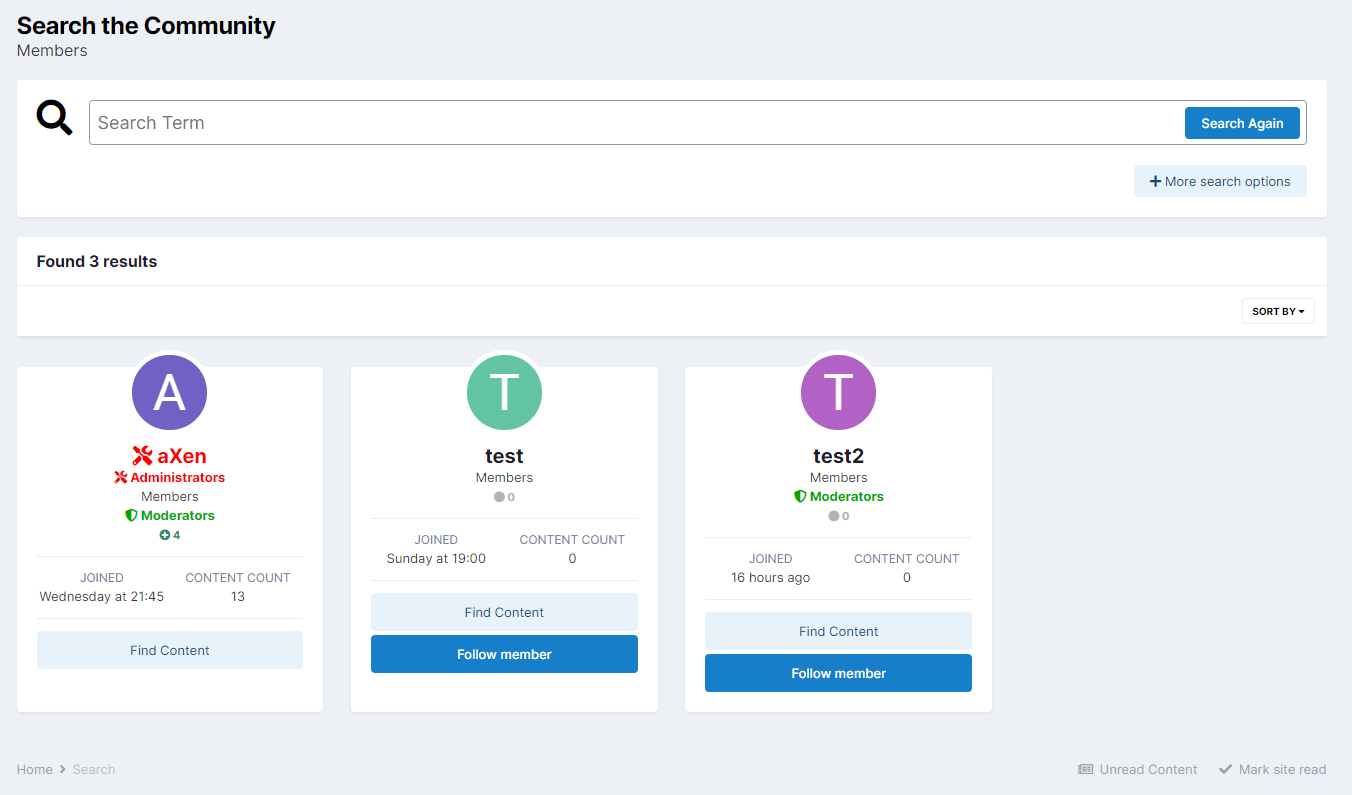 Search the Community
Members
Search Term
Search Again
More search options
Found 3 results
SORT BY
A
aXen
Administrators
Members
Moderators
4
JOINED
Wednesday at 21:45
CONTENT COUNT
13
Find Content
T
test
Members
0
JOINED
Sunday at 19:00
CONTENT COUNT
0
Find Content
Follow member
T
test2
Members
Moderators
0
JOINED
16 hours ago
CONTENT COUNT
0
Find Content
Follow member
Home Search
Unread Content
Mark site read